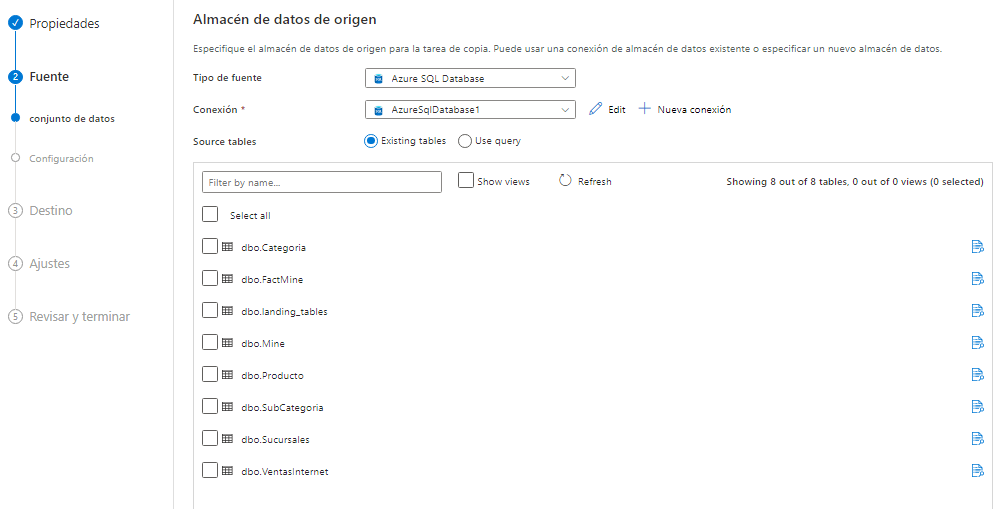 Propiedades
2 Fuente
conjunto de datos
Configuración
3 Destino
4 Ajustes
5 Revisar y terminar
Almacén de datos de origen
Especifique el almacén de datos de origen para la tarea de copia. Puede usar una conexión de almacén de datos existente o especificar un nuevo almacén de datos.
Tipo de fuente Azure SQL Database
Conexión * AzureSqlDatabase1 Edit Nueva conexión
Source tables Existing tables Use query
Filter by name... Show views Refresh Showing 8 out of 8 tables, 0 out of 0 views (0 selected)
Select all
dbo.Categoria
dbo.FactMine
dbo.landing_tables
dbo.Mine
dbo.Producto
dbo.SubCategoria
dbo.Sucursales
dbo.VentasInternet